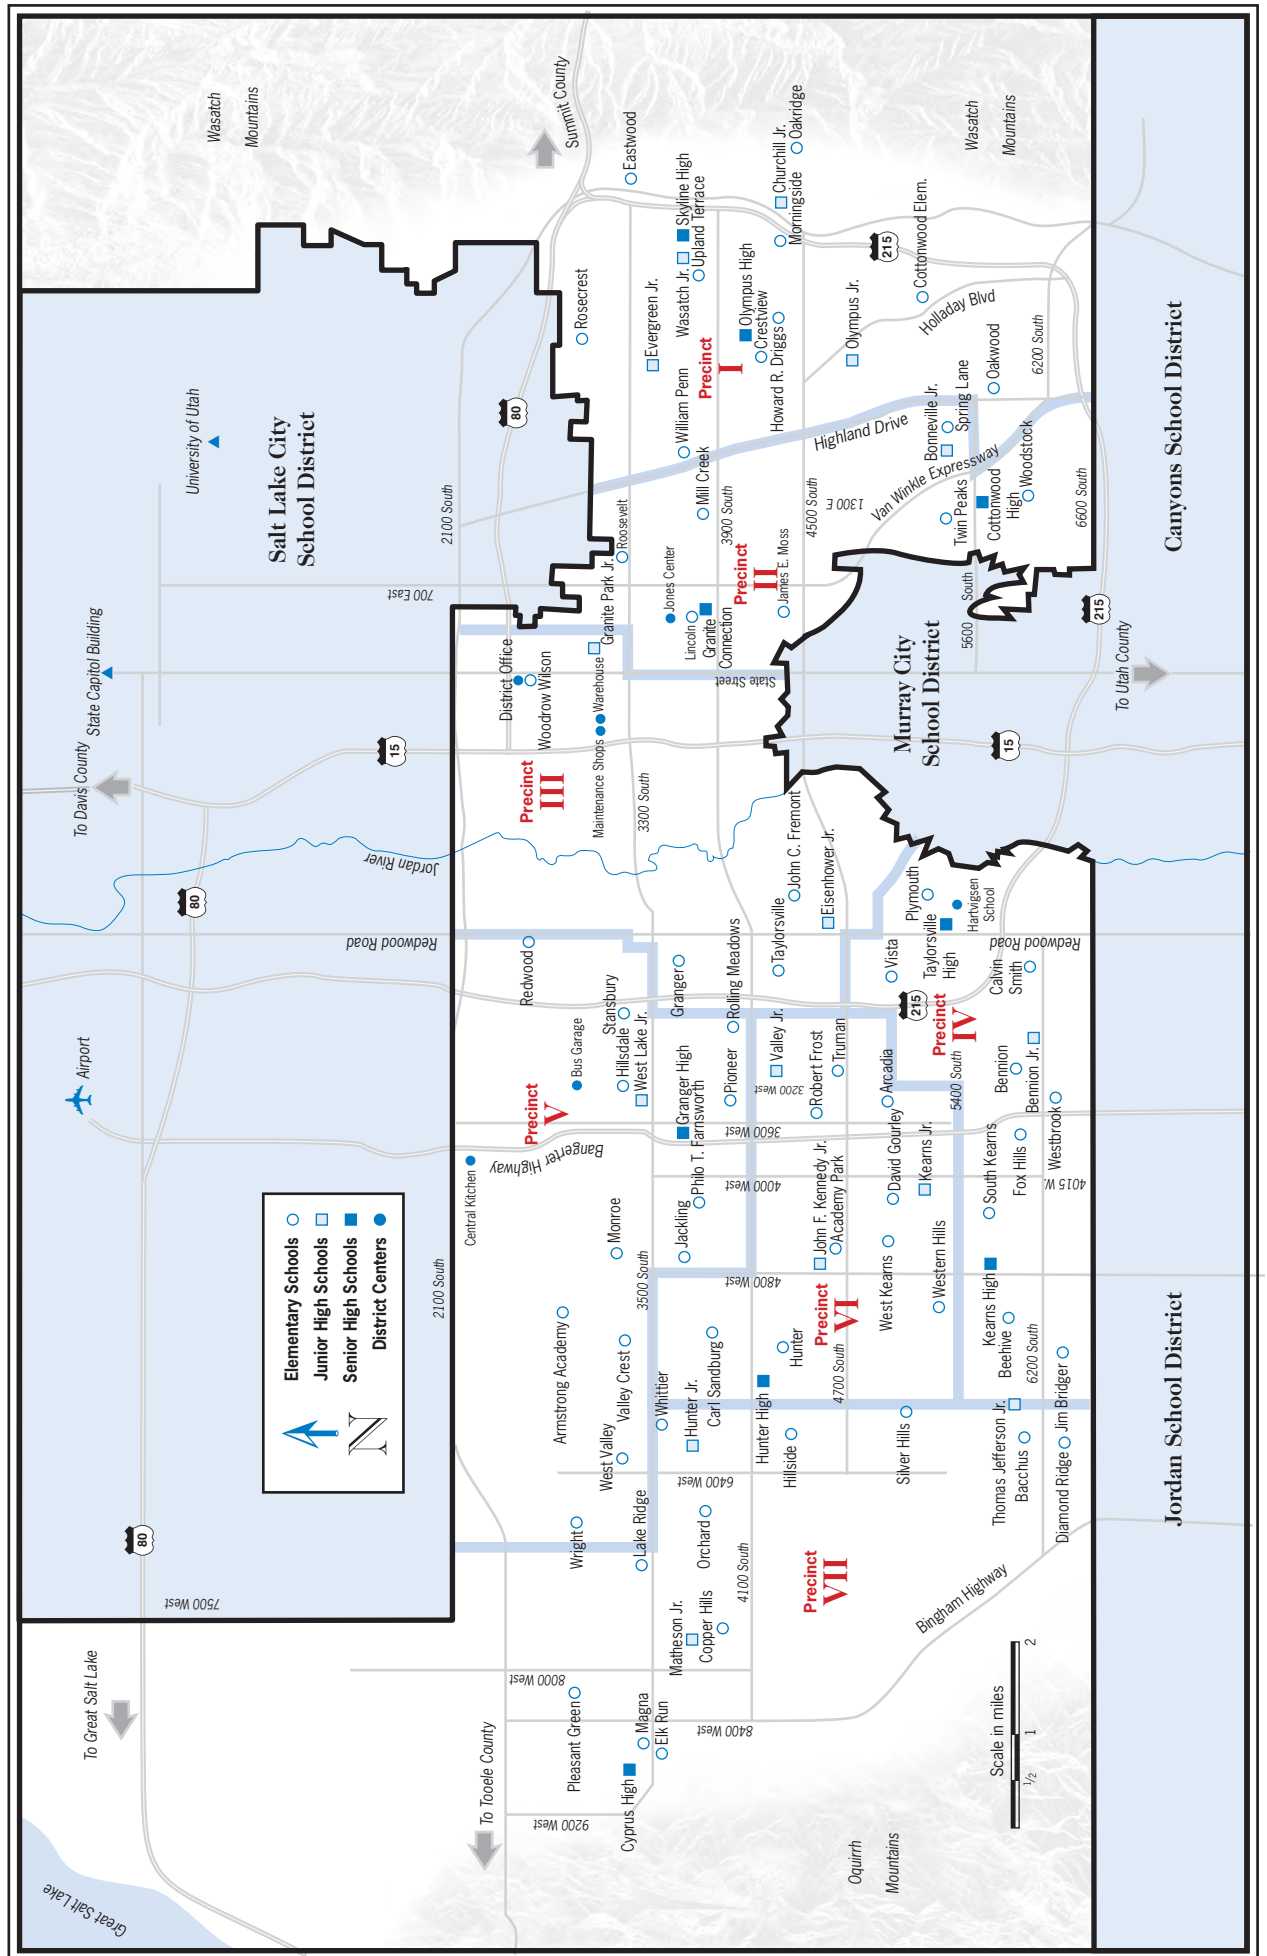 Great Salt Lake
To Great Salt Lake
80
7500 West
80
Airport
To Davis County
State Capitol Building
University of Utah
Wasatch
Mountains
Jordan River
Redwood Road
15
700 East
Salt Lake City
School District
N
Elementary Schools
Junior High Schools
Senior High Schools
District Centers
2100 South
2100 South
80
Summit County
To Tooele County
9200 West
8400 West
8000 West
6400 West
4800 West
4000 West
3600 West
3200 West
4015 W.
Bangerter Highway
Central Kitchen
Bus Garage
District Office
Woodrow Wilson
Maintenance Shops
Warehouse
Granite Park Jr.
Roosevelt
Jones Center
Lincoln
Granite
Connection
State Street
James E. Moss
Precinct
I
Precinct
II
Precinct
III
Precinct
IV
Precinct
V
Precinct
VI
Precinct
VII
Pleasant Green
Magna
Elk Run
Cyprus High
Matheson Jr.
Copper Hills
Wright
Lake Ridge
Orchard
4100 South
Armstrong Academy
West Valley
Valley Crest
Whittier
Hunter Jr.
Carl Sandburg
Hunter High
Hillside
Hunter
Monroe
3500 South
Jackling
Philo T. Farnsworth
Granger High
Pioneer
Redwood
Stansbury
Hillsdale
West Lake Jr.
Granger
Rolling Meadows
Valley Jr.
Taylorsville
John C. Fremont
Eisenhower Jr.
Robert Frost
Truman
John F. Kennedy Jr.
Academy Park
4700 South
West Kearns
David Gourley
Arcadia
Kearns Jr.
Western Hills
Silver Hills
Vista
Plymouth
Taylorsville
High
Hartvigsen
School
Redwood Road
Calvin
Smith
215
5400 South
Bennion
Bennion Jr.
Westbrook
Fox Hills
South Kearns
Kearns High
Beehive
6200 South
Jim Bridger
Thomas Jefferson Jr.
Bacchus
Diamond Ridge
Bingham Highway
Scale in miles
1/2
1
2
Oquirrh
Mountains
Jordan School District
3300 South
3900 South
4500 South
1300 E
Mill Creek
William Penn
Rosecrest
Evergreen Jr.
Wasatch Jr.
Skyline High
Upland Terrace
Eastwood
Olympus High
Crestview
Howard R. Driggs
Churchill Jr.
Morningside
Oakridge
Olympus Jr.
Cottonwood Elem.
Holladay Blvd
Highland Drive
Van Winkle Expressway
Bonneville Jr.
Spring Lane
Oakwood
Twin Peaks
Cottonwood
High
Woodstock
6200 South
6600 South
5600 South
215
215
15
Murray City
School District
To Utah County
Wasatch
Mountains
Canyons School District